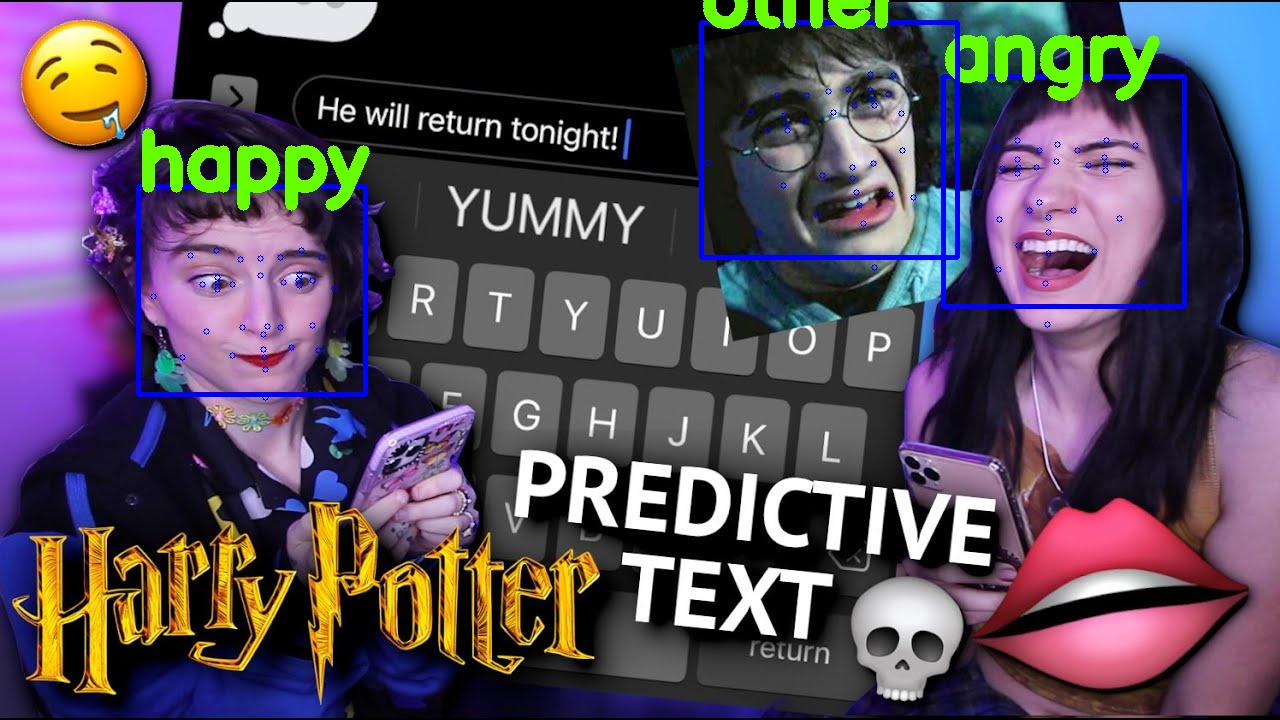 other
angry
happy
He will return tonight!
YUMMY
R T Y U I O P
G H J K L
V
PREDICTIVE
TEXT
Harry Potter
return